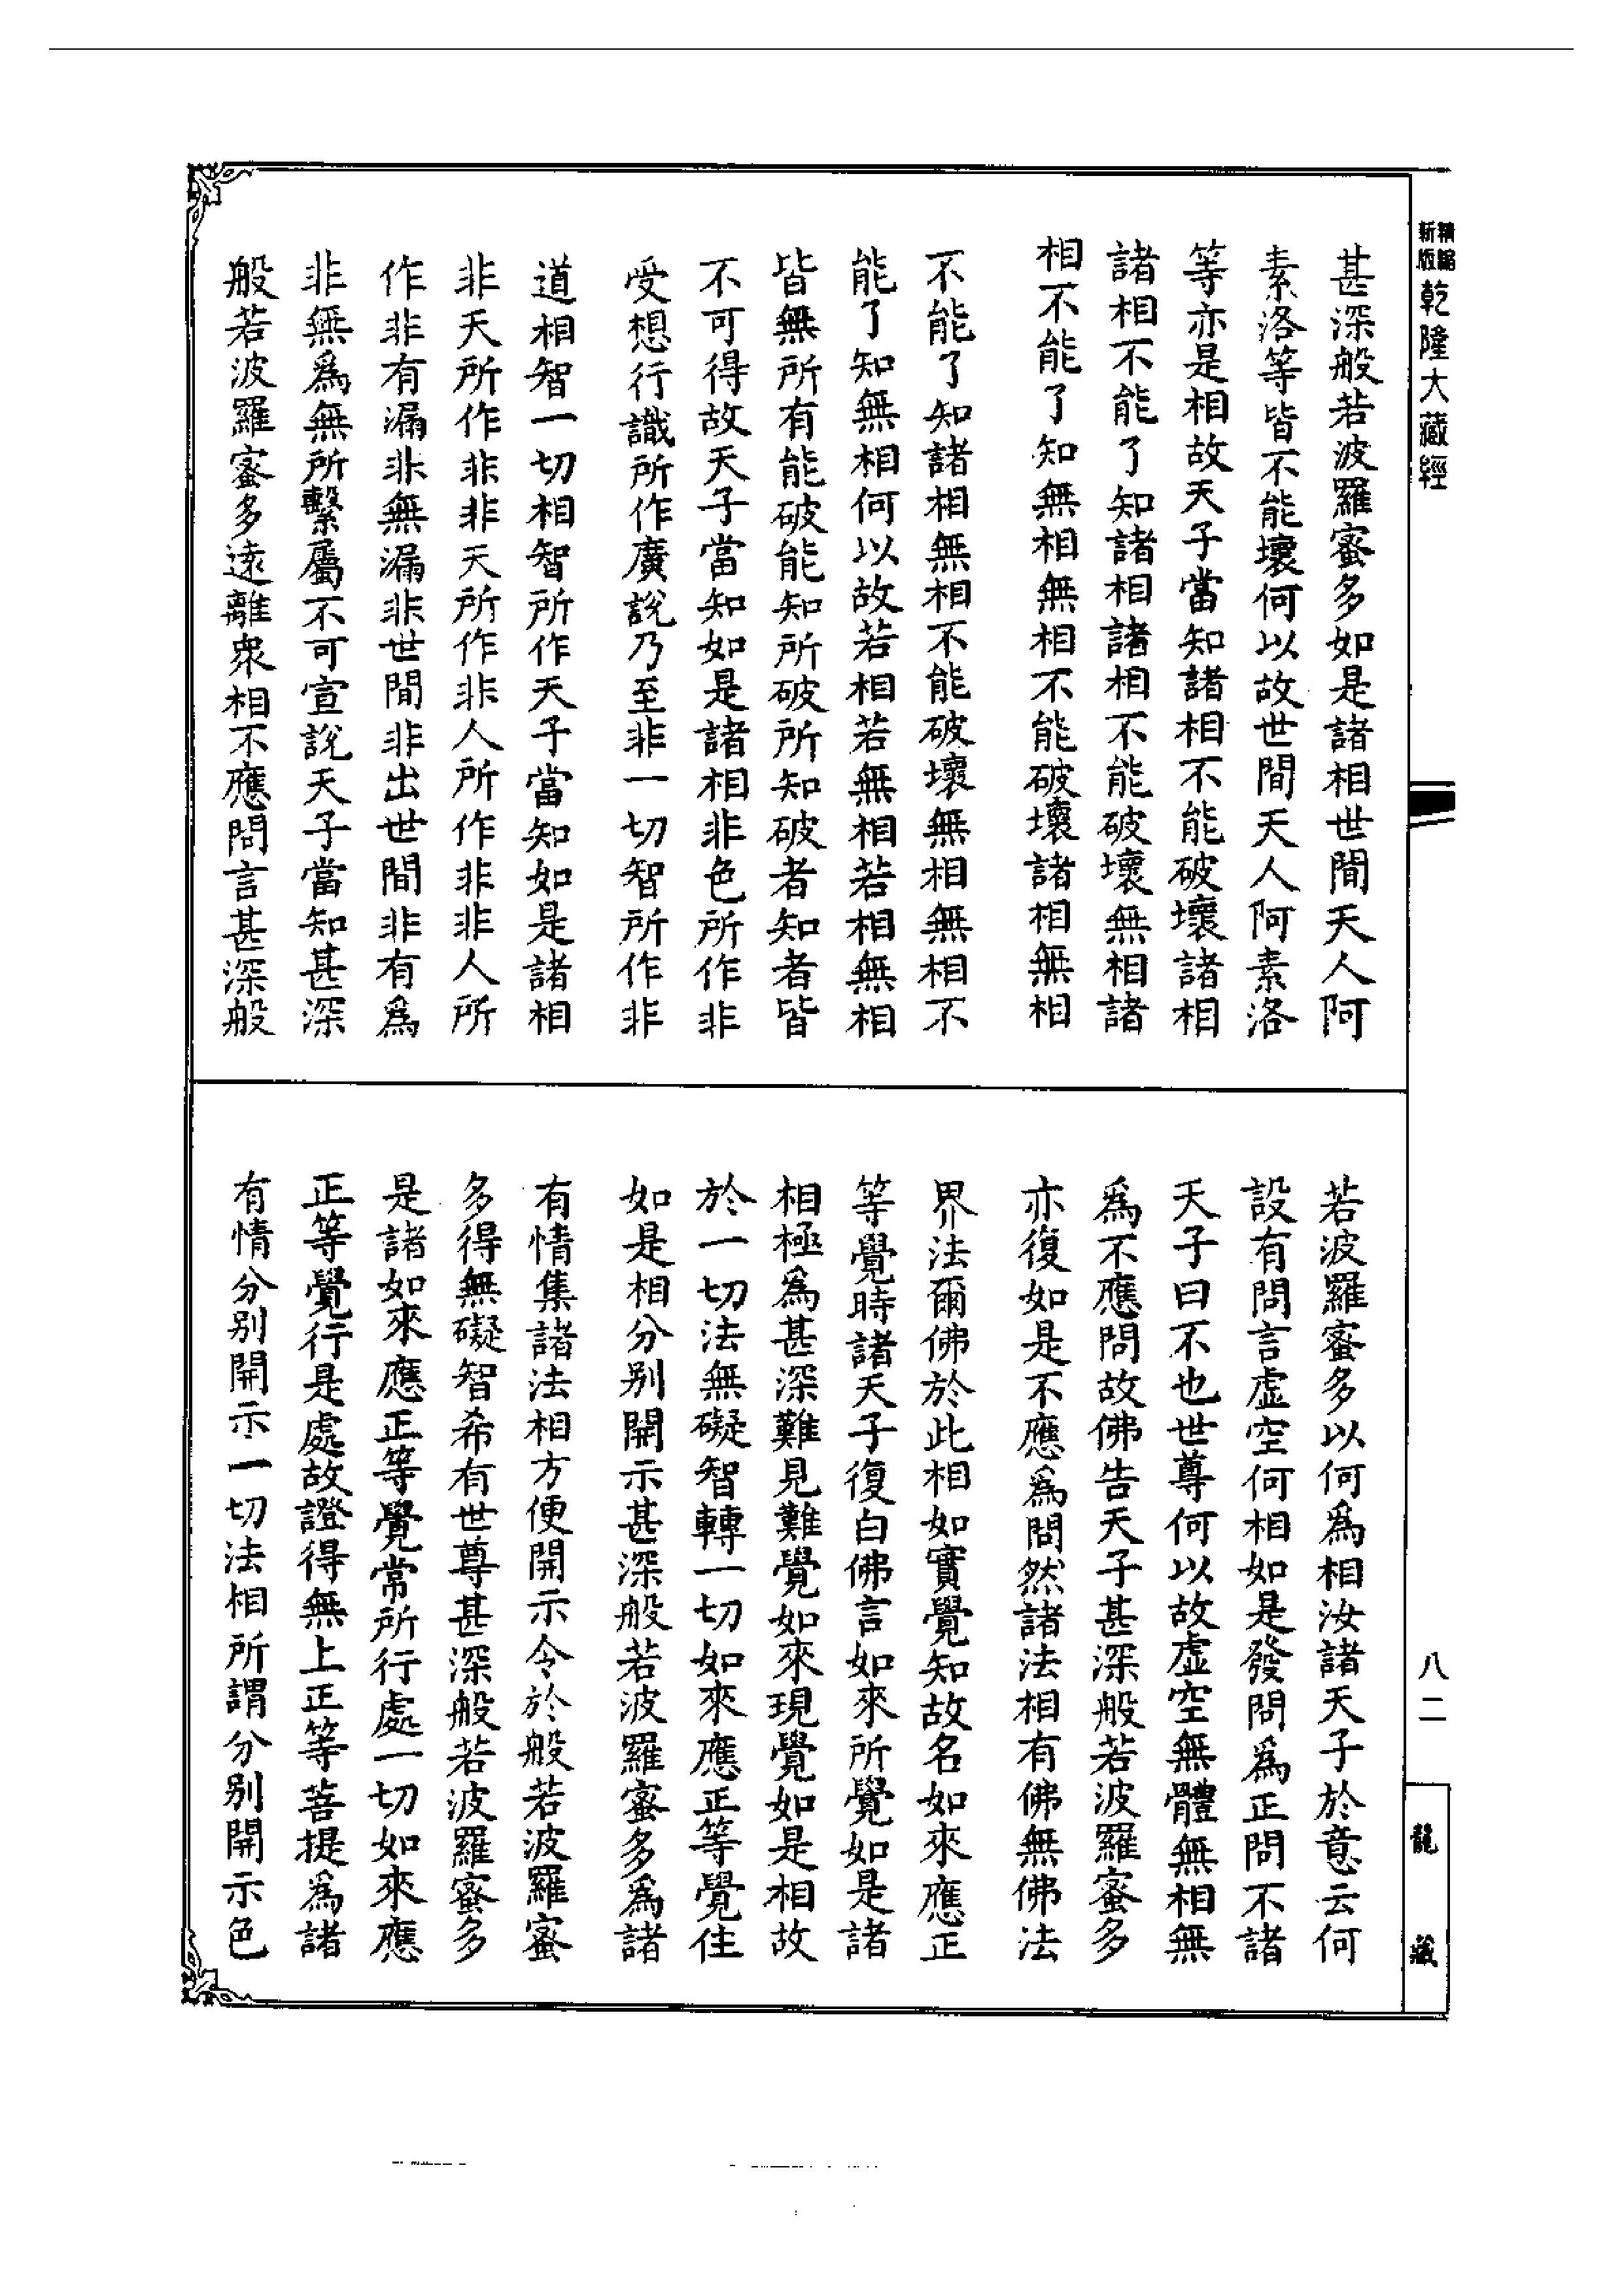 新編縮版乾隆大藏經
甚深般若波羅蜜多如是諸相世間天人阿
素洛等皆不能壞何以故世間天人阿素洛
等亦是相故天子當知諸相不能破壞諸相
諸相不能了知諸相諸相不能破壞無相諸
相不能了知無相無相不能破壞諸相無相
不能了知諸相無相不能破壞無相無相不
能了知無相何以故若相若無相若相無相
皆無所有能破能知所破所知破者知者皆
不可得故天子當知如是諸相非色所作非
受想行識所作廣說乃至非一切智所作非
道相智一切相智所作天子當知如是諸相
非天所作非非天所作非人所作非非人所
作非有漏非無漏非世間非出世間非有爲
非無爲無所繫屬不可宣說天子當知甚深
般若波羅蜜多遠離衆相不應問言甚深般
若波羅蜜多以何爲相汝諸天子於意云何
設有問言虛空何相如是發問爲正問不諸
天子曰不也世尊何以故虛空無體無相無
爲不應問故佛告天子甚深般若波羅蜜多
亦復如是不應爲問然諸法相有佛無佛法
界法爾佛於此相如實覺知故名如來應正
等覺時諸天子復白佛言如來所覺如是諸
相極爲甚深難見難覺如來現覺如是相故
於一切法無礙智轉一切如來應正等覺住
如是相分別開示甚深般若波羅蜜多爲諸
有情集諸法相方便開示令於般若波羅蜜
多得無礙智希有世尊甚深般若波羅蜜多
是諸如來應正等覺常所行處一切如來應
正等覺行是處故證得無上正等菩提爲諸
有情分別開示一切法相所謂分別開示色
八二
龍藏